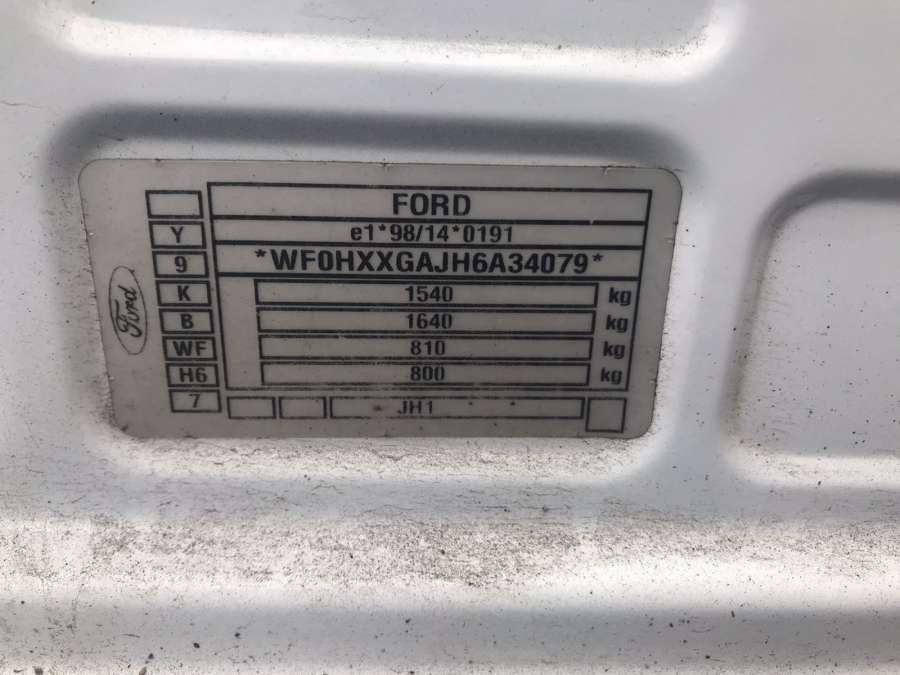 FORD
Y e1*98/14*0191
9 *WF0HXXGAJH6A34079*
K 1540 kg
B 1640 kg
WF 810 kg
H6 800 kg
7 JH1
Ford